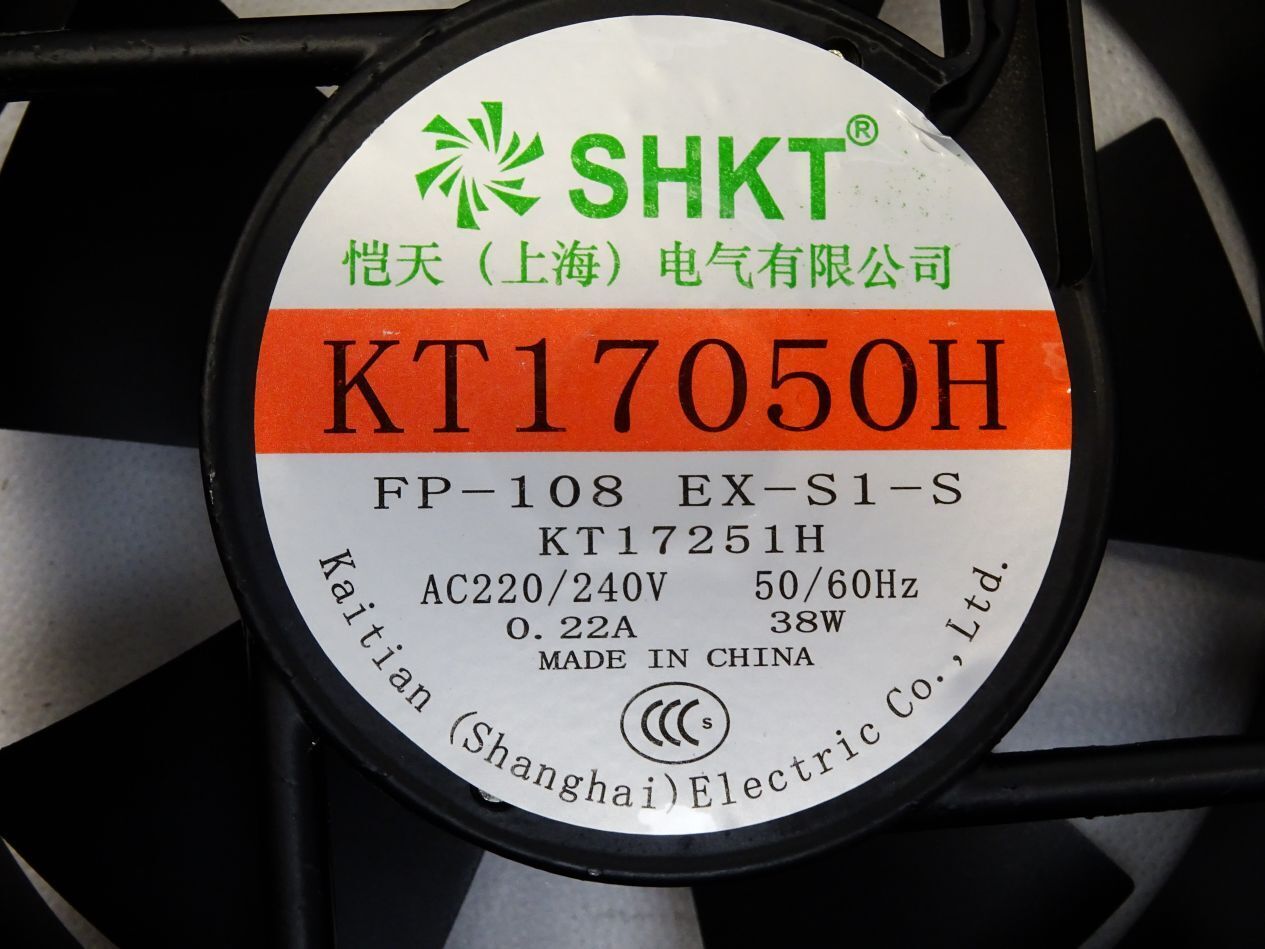 SHKT®
恺天（上海）电气有限公司
KT17050H
FP-108 EX-S1-S
KT17251H
AC220/240V 50/60Hz
0.22A 38W
MADE IN CHINA
CCC S
Kaitian (Shanghai)Electric Co.,Ltd.